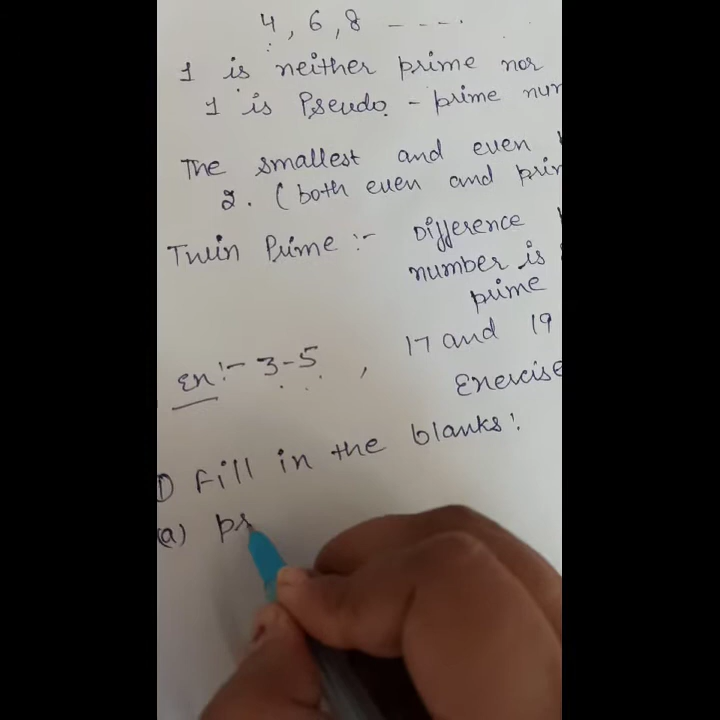 4, 6, 8 - - - -.
1 is neither prime nor
1 is Pseudo - prime num
The smallest and even
2. (both even and prim
Twin Prime :- Difference
number is
prime
Ex:- 3-5 , 17 and 19
Exercise
1) Fill in the blanks:
(a) ps